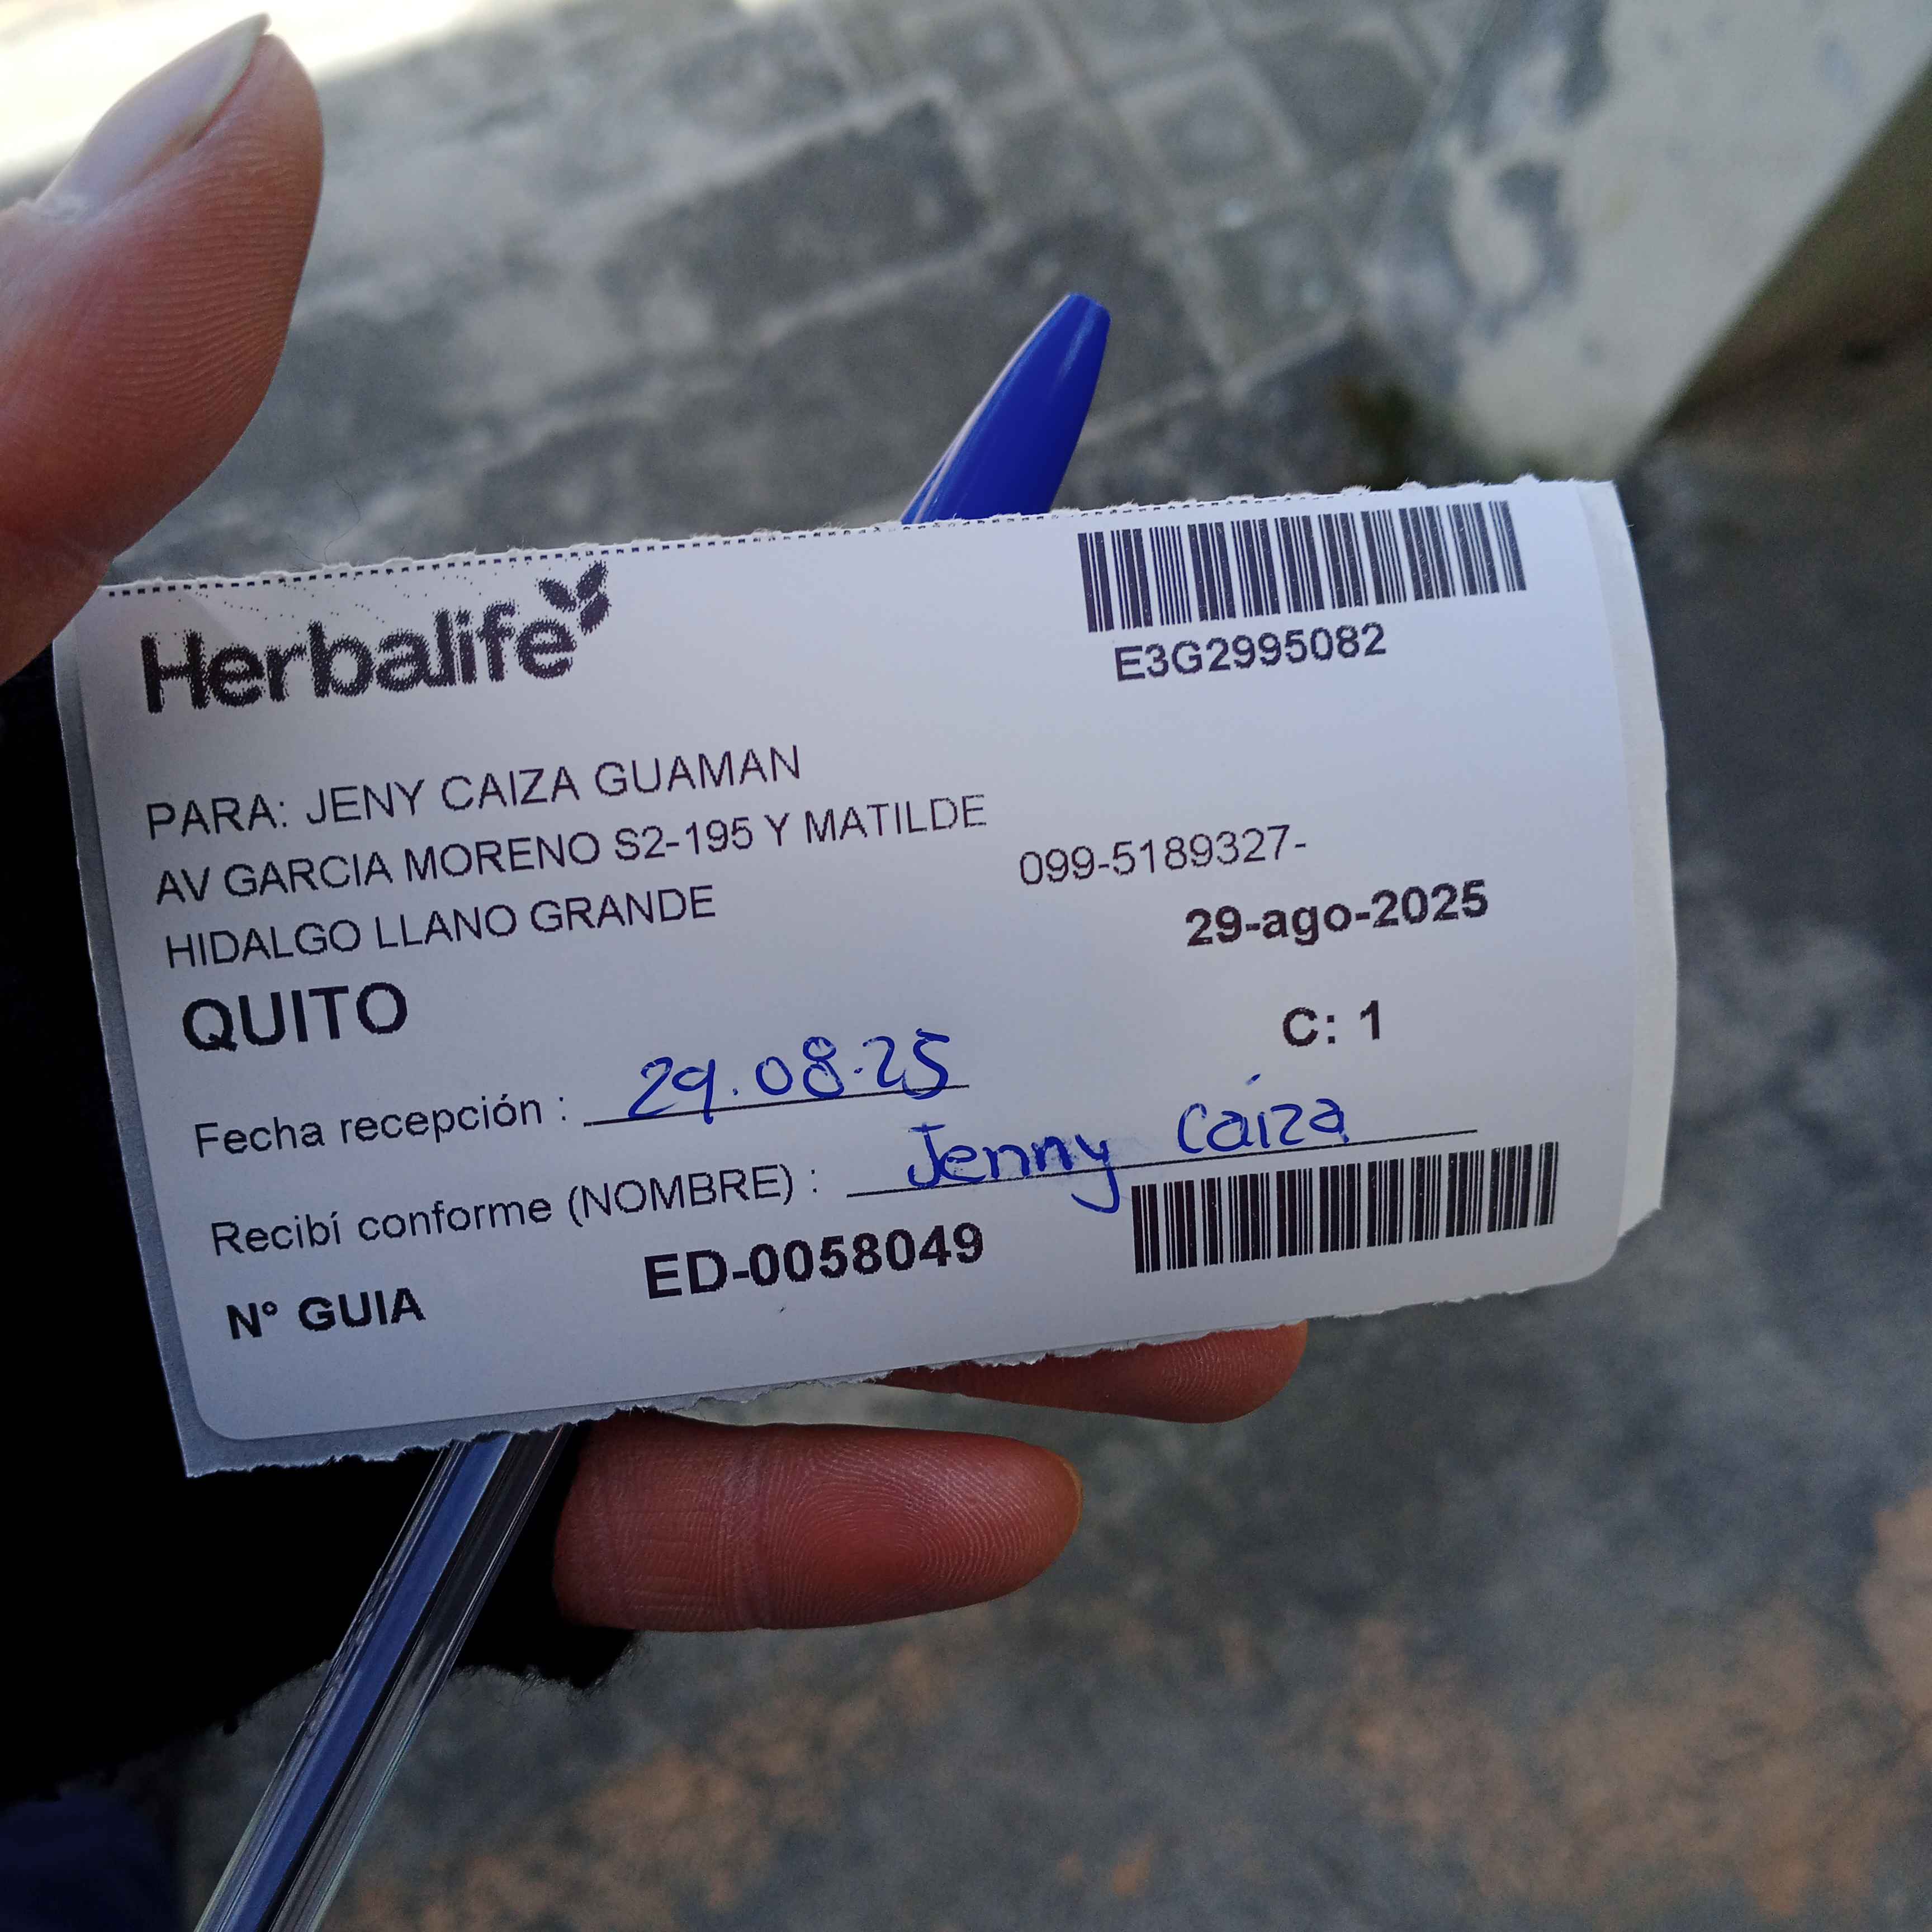 Herbalife
E3G2995082
PARA: JENY CAIZA GUAMAN
AV GARCIA MORENO S2-195 Y MATILDE
HIDALGO LLANO GRANDE
099-5189327-
29-ago-2025
QUITO
C: 1
Fecha recepción : 29.08.25
Recibí conforme (NOMBRE) : Jenny Caiza
N° GUIA ED-0058049